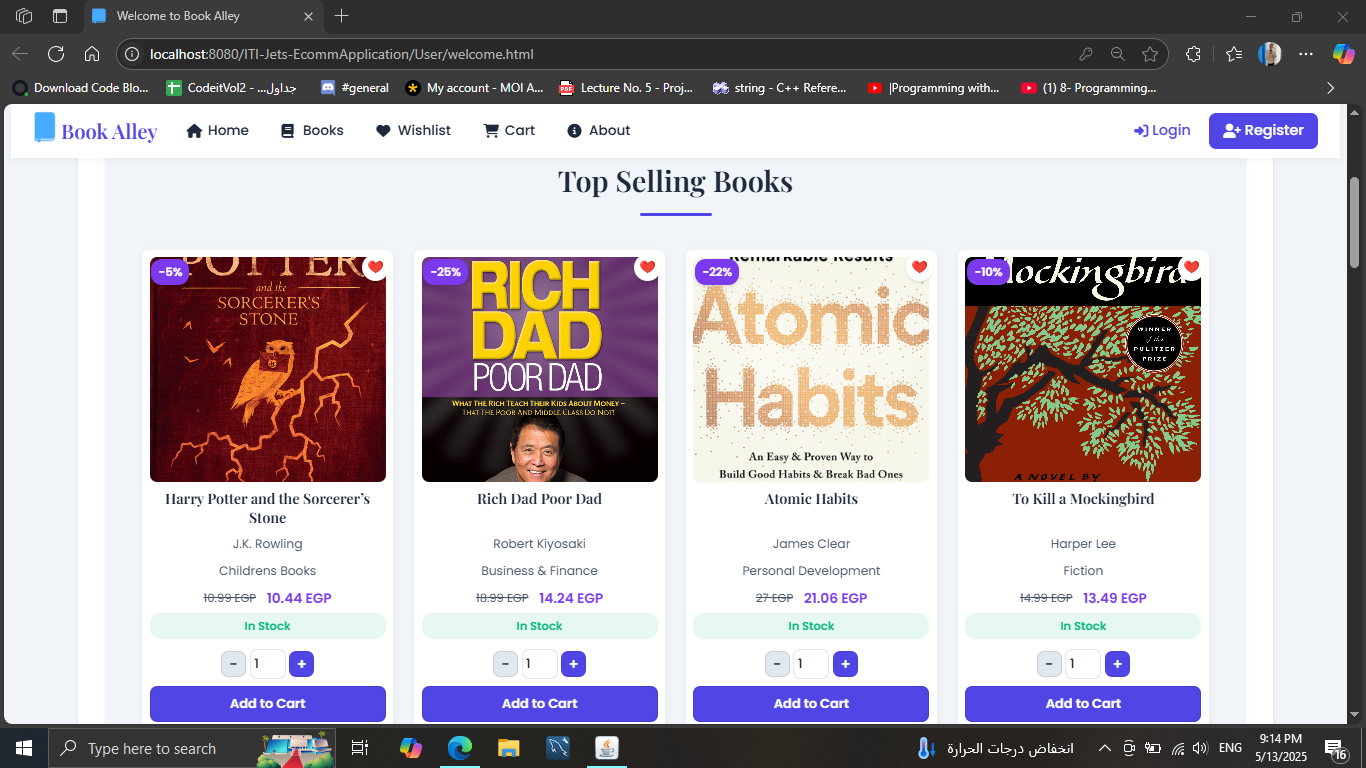 Welcome to Book Alley
localhost:8080/ITI-Jets-EcommApplication/User/welcome.html
Download Code Blo...
CodeitVol2 - ...جداول
#general
My account - MOI A...
PDF
Lecture No. 5 - Proj...
string - C++ Refere...
|Programming with...
(1) 8- Programming...
Book Alley
Home
Books
Wishlist
Cart
About
Login
Register
Top Selling Books
-5%
POTTER
and the
SORCERER'S
STONE
-25%
RICH
DAD
POOR DAD
WHAT THE RICH TEACH THEIR KIDS ABOUT MONEY –
THAT THE POOR AND MIDDLE CLASS DO NOT!
-22%
Remarkable Results
Atomic
Habits
An Easy & Proven Way to
Build Good Habits & Break Bad Ones
-10%
Mockingbird
WINNER
of the
PULITZER
PRIZE
A NOVEL BY
Harry Potter and the Sorcerer's
Stone
J.K. Rowling
Childrens Books
10.99 EGP 10.44 EGP
In Stock
- 1 +
Add to Cart
Rich Dad Poor Dad
Robert Kiyosaki
Business & Finance
18.99 EGP 14.24 EGP
In Stock
- 1 +
Add to Cart
Atomic Habits
James Clear
Personal Development
27 EGP 21.06 EGP
In Stock
- 1 +
Add to Cart
To Kill a Mockingbird
Harper Lee
Fiction
14.99 EGP 13.49 EGP
In Stock
- 1 +
Add to Cart
Type here to search
انخفاض درجات الحرارة
ENG
9:14 PM
5/13/2025
16